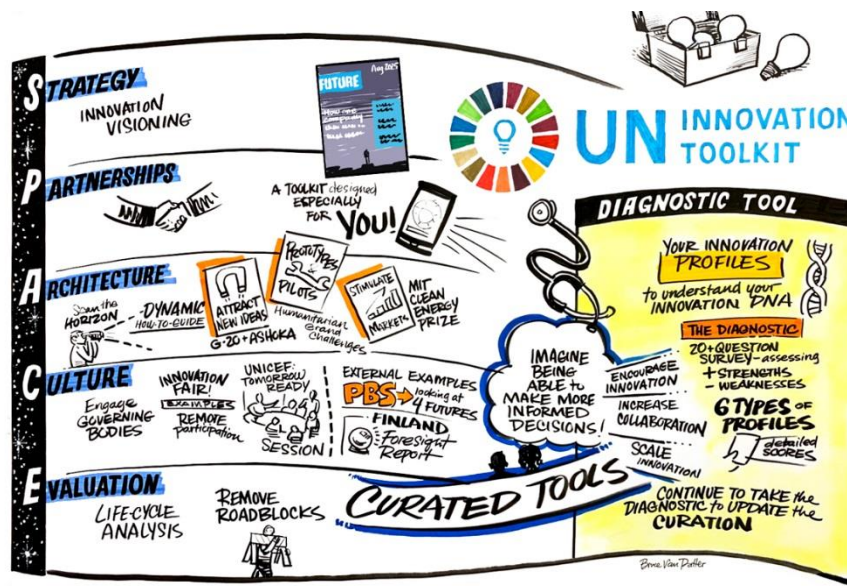 STRATEGY
INNOVATION
VISIONING
FUTURE
Aug 2025
UN INNOVATION
TOOLKIT
PARTNERSHIPS
A TOOLKIT designed
ESPECIALLY
FOR YOU!
ARCHITECTURE
Scan the
HORIZON
DYNAMIC
HOW-TO-GUIDE
ATTRACT
NEW IDEAS
G-20 + ASHOKA
PROTOTYPES
PILOTS
Humanitarian
Grand
Challenges
STIMULATE
MARKETS
MIT
CLEAN
ENERGY
PRIZE
CULTURE
Engage
GOVERNING
BODIES
INNOVATION
FAIR!
EXAMPLES
REMOTE
Participation
UNICEF:
TOMORROW
READY
SESSION
EXTERNAL EXAMPLES
PBS → looking at
4 FUTURES
FINLAND
Foresight
Report
EVALUATION
LIFE-CYCLE
ANALYSIS
REMOVE
ROADBLOCKS
CURATED TOOLS
IMAGINE
BEING
ABLE to
MAKE MORE
INFORMED
DECISIONS!
ENCOURAGE
INNOVATION
INCREASE
COLLABORATION
SCALE
INNOVATION
DIAGNOSTIC TOOL
YOUR INNOVATION
PROFILES
to understand your
INNOVATION DNA
THE DIAGNOSTIC
20+ QUESTION
SURVEY-assessing
+ STRENGTHS
- WEAKNESSES
6 TYPES of
PROFILES
detailed
SCORES
CONTINUE TO TAKE the
DIAGNOSTIC to UPDATE the
CURATION